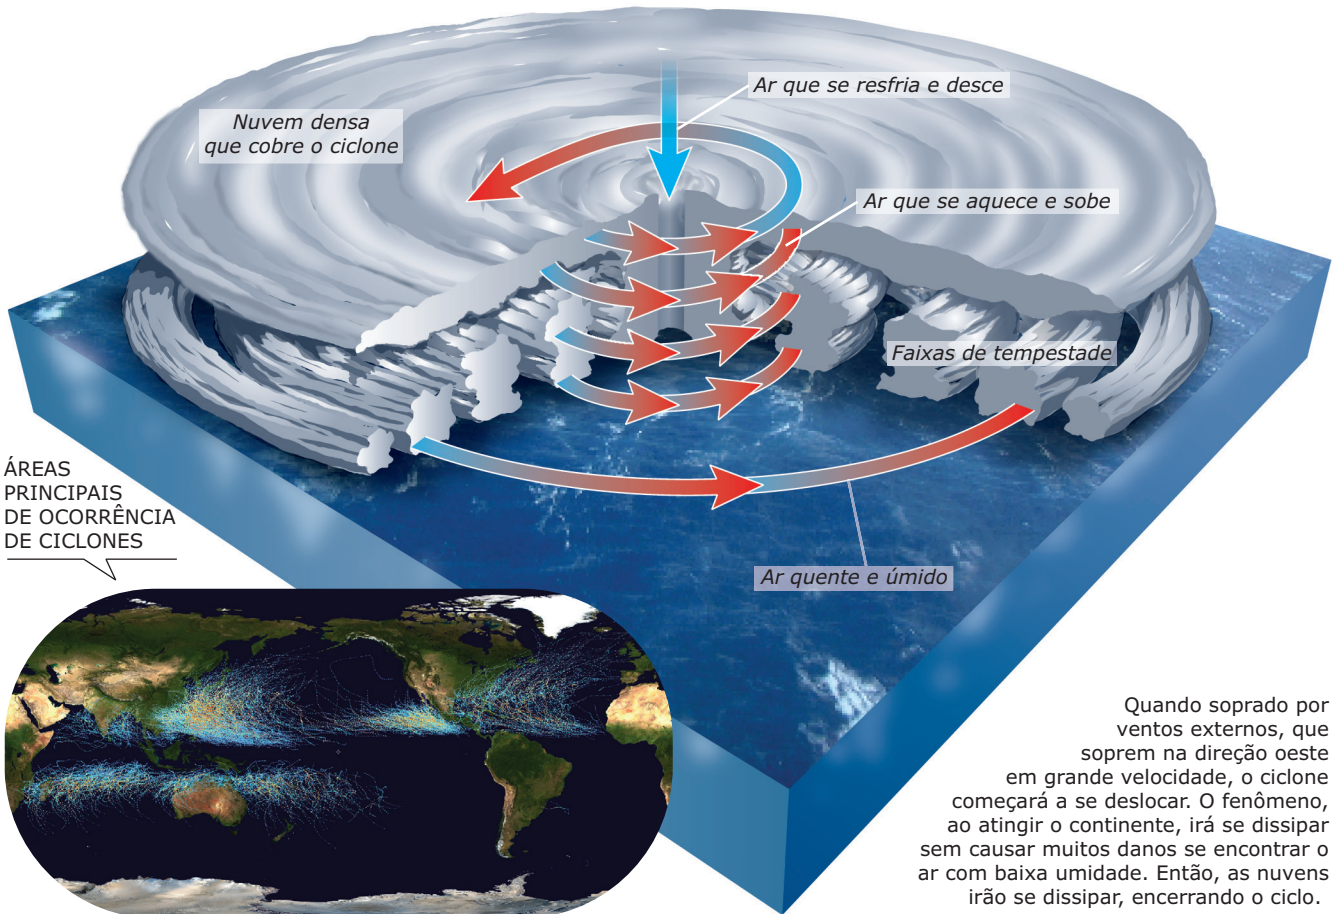 Ar que se resfria e desce
Nuvem densa
que cobre o ciclone
Ar que se aquece e sobe
Faixas de tempestade
ÁREAS
PRINCIPAIS
DE OCORRÊNCIA
DE CICLONES
Ar quente e úmido
Quando soprado por
ventos externos, que
soprem na direção oeste
em grande velocidade, o ciclone
começará a se deslocar. O fenômeno,
ao atingir o continente, irá se dissipar
sem causar muitos danos se encontrar o
ar com baixa umidade. Então, as nuvens
irão se dissipar, encerrando o ciclo.